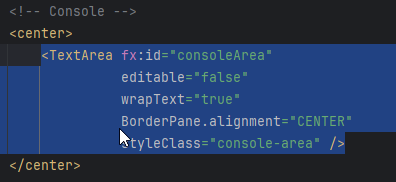 <!-- Console -->
<center>
<TextArea fx:id="consoleArea"
editable="false"
wrapText="true"
BorderPane.alignment="CENTER"
styleClass="console-area" />
</center>